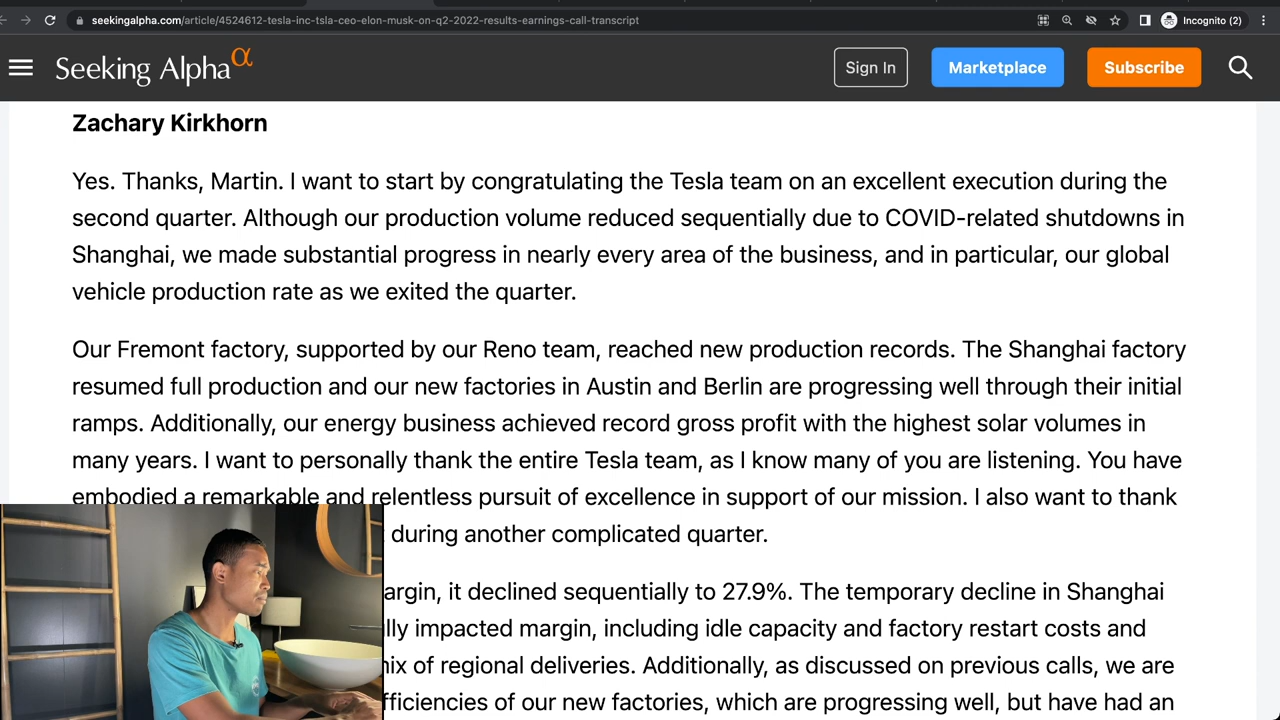 seekingalpha.com/article/4524612-tesla-inc-tsla-ceo-elon-musk-on-q2-2022-results-earnings-call-transcript
Incognito (2)
Seeking Alpha α
Sign In
Marketplace
Subscribe
Zachary Kirkhorn
Yes. Thanks, Martin. I want to start by congratulating the Tesla team on an excellent execution during the
second quarter. Although our production volume reduced sequentially due to COVID-related shutdowns in
Shanghai, we made substantial progress in nearly every area of the business, and in particular, our global
vehicle production rate as we exited the quarter.
Our Fremont factory, supported by our Reno team, reached new production records. The Shanghai factory
resumed full production and our new factories in Austin and Berlin are progressing well through their initial
ramps. Additionally, our energy business achieved record gross profit with the highest solar volumes in
many years. I want to personally thank the entire Tesla team, as I know many of you are listening. You have
embodied a remarkable and relentless pursuit of excellence in support of our mission. I also want to thank
during another complicated quarter.
it declined sequentially to 27.9%. The temporary decline in Shanghai
impacted margin, including idle capacity and factory restart costs and
of regional deliveries. Additionally, as discussed on previous calls, we are
of our new factories, which are progressing well, but have had an